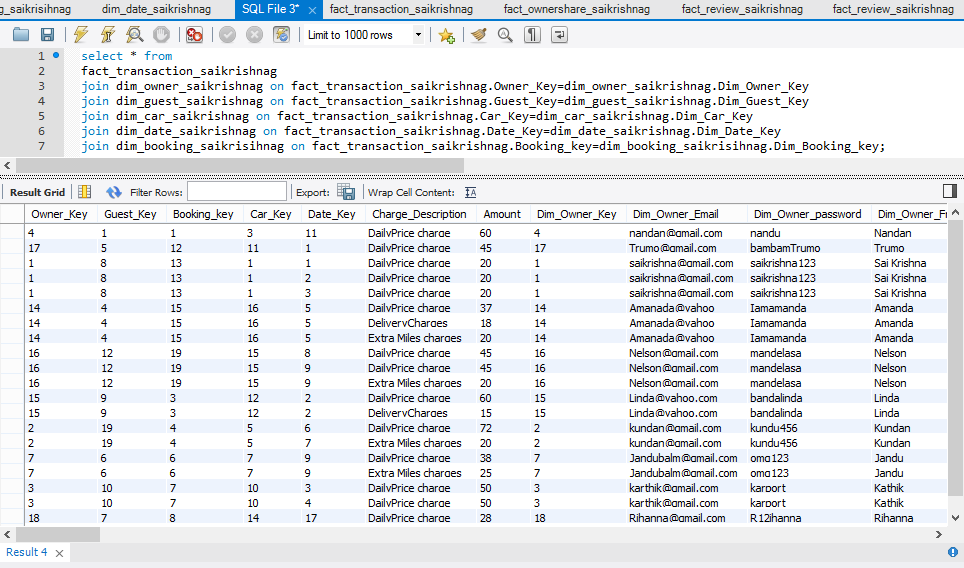 g_saikrisihnag dim_date_saikrishnag SQL File 3* fact_transaction_saikrishnag fact_ownershare_saikrishnag fact_review_saikrishnag fact_review_saikrishnag
Limit to 1000 rows
1 select * from
2 fact_transaction_saikrishnag
3 join dim_owner_saikrishnag on fact_transaction_saikrishnag.Owner_Key=dim_owner_saikrishnag.Dim_Owner_Key
4 join dim_guest_saikrishnag on fact_transaction_saikrishnag.Guest_Key=dim_guest_saikrishnag.Dim_Guest_Key
5 join dim_car_saikrishnag on fact_transaction_saikrishnag.Car_Key=dim_car_saikrishnag.Dim_Car_Key
6 join dim_date_saikrishnag on fact_transaction_saikrishnag.Date_Key=dim_date_saikrishnag.Dim_Date_Key
7 join dim_booking_saikrisihnag on fact_transaction_saikrishnag.Booking_key=dim_booking_saikrisihnag.Dim_Booking_key;
Result Grid Filter Rows: Export: Wrap Cell Content:
Owner_Key Guest_Key Booking_key Car_Key Date_Key Charge_Description Amount Dim_Owner_Key Dim_Owner_Email Dim_Owner_password Dim_Owner_Fr
4 1 1 3 11 DailyPrice charge 60 4 nandan@gmail.com nandu Nandan
17 5 12 11 1 DailyPrice charge 45 17 Trump@gmail.com bambamTrump Trump
1 8 13 1 1 DailyPrice charge 20 1 saikrishna@gmail.com saikrishna123 Sai Krishna
1 8 13 1 2 DailyPrice charge 20 1 saikrishna@gmail.com saikrishna123 Sai Krishna
1 8 13 1 3 DailyPrice charge 20 1 saikrishna@gmail.com saikrishna123 Sai Krishna
14 4 15 16 5 DailyPrice charge 37 14 Amanada@yahoo Iamamanda Amanda
14 4 15 16 5 DeliveryCharges 18 14 Amanada@yahoo Iamamanda Amanda
14 4 15 16 5 Extra Miles charges 20 14 Amanada@yahoo Iamamanda Amanda
16 12 19 15 8 DailyPrice charge 45 16 Nelson@gmail.com mandelasa Nelson
16 12 19 15 9 DailyPrice charge 45 16 Nelson@gmail.com mandelasa Nelson
16 12 19 15 9 Extra Miles charges 20 16 Nelson@gmail.com mandelasa Nelson
15 9 3 12 2 DailyPrice charge 60 15 Linda@yahoo.com bandalinda Linda
15 9 3 12 2 DeliveryCharges 15 15 Linda@yahoo.com bandalinda Linda
2 19 4 5 6 DailyPrice charge 72 2 kundan@gmail.com kundu456 Kundan
2 19 4 5 7 Extra Miles charges 20 2 kundan@gmail.com kundu456 Kundan
7 6 6 7 9 DailyPrice charge 38 7 Jandubalm@gmail.com omg123 Jandu
7 6 6 7 9 Extra Miles charges 25 7 Jandubalm@gmail.com omg123 Jandu
3 10 7 10 3 DailyPrice charge 50 3 karthik@gmail.com karport Kathik
3 10 7 10 4 DailyPrice charge 50 3 karthik@gmail.com karport Kathik
18 7 8 14 17 DailyPrice charge 28 18 Rihanna@gmail.com R12ihanna Rihanna
Result 4